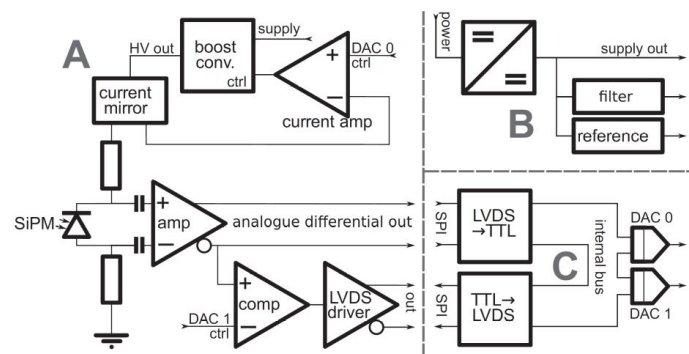 A
HV out
boost
conv.
ctrl
supply
DAC 0
ctrl
+
−
current amp
current
mirror
SiPM
+
amp
−
analogue differential out
+
comp
−
DAC 1
ctrl
LVDS
driver
out
power
supply out
filter
reference
B
SPI
LVDS
→TTL
SPI
TTL→
LVDS
C
internal
bus
DAC 0
DAC 1